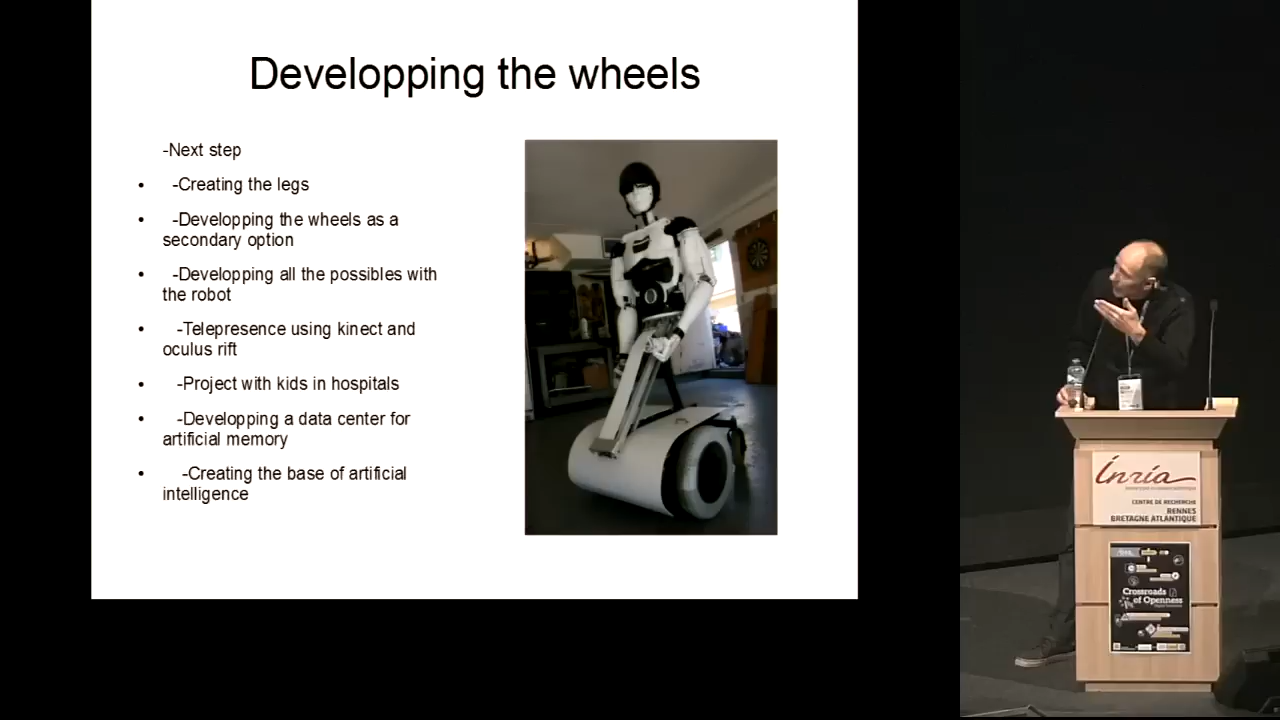 Developping the wheels
-Next step
• -Creating the legs
• -Developping the wheels as a
secondary option
• -Developping all the possibles with
the robot
• -Telepresence using kinect and
oculus rift
• -Project with kids in hospitals
• -Developping a data center for
artificial memory
• -Creating the base of artificial
intelligence
inria
CENTRE DE RECHERCHE
RENNES
BRETAGNE ATLANTIQUE
Crossroads
of Openness